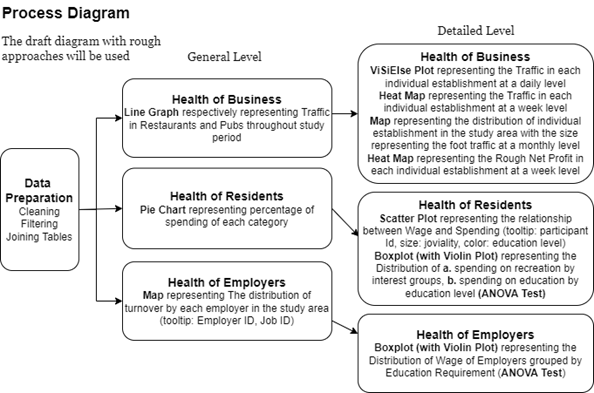 Process Diagram
The draft diagram with rough
approaches will be used
General Level
Detailed Level
Data
Preparation
Cleaning
Filtering
Joining Tables
Health of Business
Line Graph respectively representing Traffic
in Restaurants and Pubs throughout study
period
Health of Residents
Pie Chart representing percentage of
spending of each category
Health of Employers
Map representing The distribution of
turnover by each employer in the study area
(tooltip: Employer ID, Job ID)
Health of Business
ViSiElse Plot representing the Traffic in each
individual establishment at a daily level
Heat Map representing the Traffic in each
individual establishment at a week level
Map representing the distribution of individual
establishment in the study area with the size
representing the foot traffic at a monthly level
Heat Map representing the Rough Net Profit in
each individual establishment at a week level
Health of Residents
Scatter Plot representing the relationship
between Wage and Spending (tooltip: participant
Id, size: joviality, color: education level)
Boxplot (with Violin Plot) representing the
Distribution of a. spending on recreation by
interest groups, b. spending on education by
education level (ANOVA Test)
Health of Employers
Boxplot (with Violin Plot) representing the
Distribution of Wage of Employers grouped by
Education Requirement (ANOVA Test)